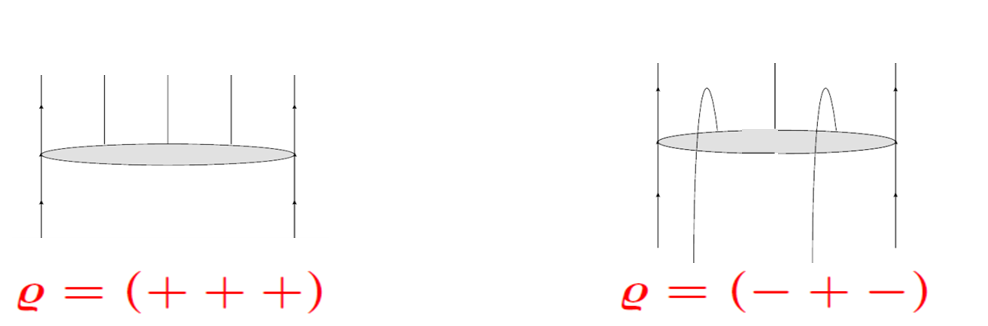 ϱ = (+ + +)
ϱ = (− + −)